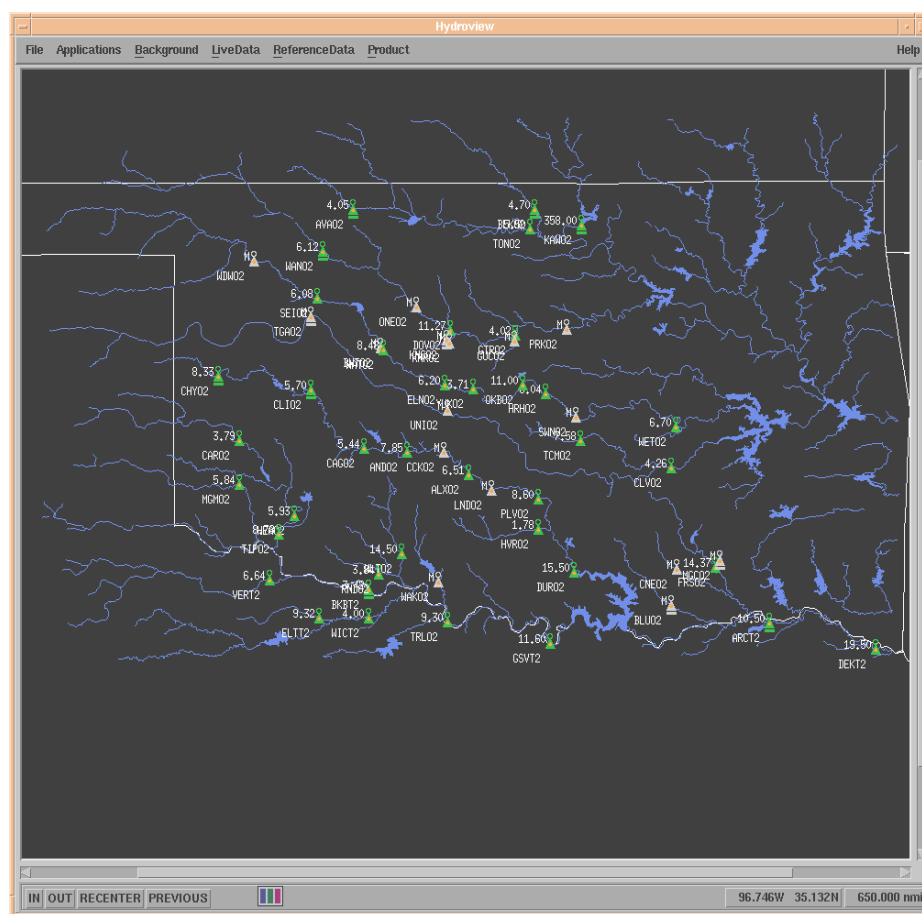 Hydroview
File Applications Background LiveData ReferenceData Product Help
4.05
AVAO2
4.70
TONO2
358.00
KAWO2
6.12
WANO2
M
WDWO2
6.08
TGAO2
M
ONEO2
11.27
4.02
M
PRKO2
8.33
CHYO2
5.70
CLIO2
6.20
ELNO2
3.71
11.00
OKBO2
M
UNIO2
M
3.79
CARO2
5.44
CAGO2
7.85
ANDO2
M
CCKO2
7.58
TCMO2
6.70
WETO2
4.26
CLVO2
5.84
MGMO2
6.51
ALXO2
M
LNDO2
8.60
PLVO2
5.93
1.78
HVRO2
14.50
6.64
VERT2
M
WAKO2
15.50
DURO2
CNEO2
14.37
M
M
BLUO2
9.32
ELTT2
BKBT2
4.00
WICT2
9.30
TRLO2
11.60
GSVT2
10.50
ARCT2
19.50
DEKT2
IN OUT RECENTER PREVIOUS
96.746W 35.132N 650.000 nmi